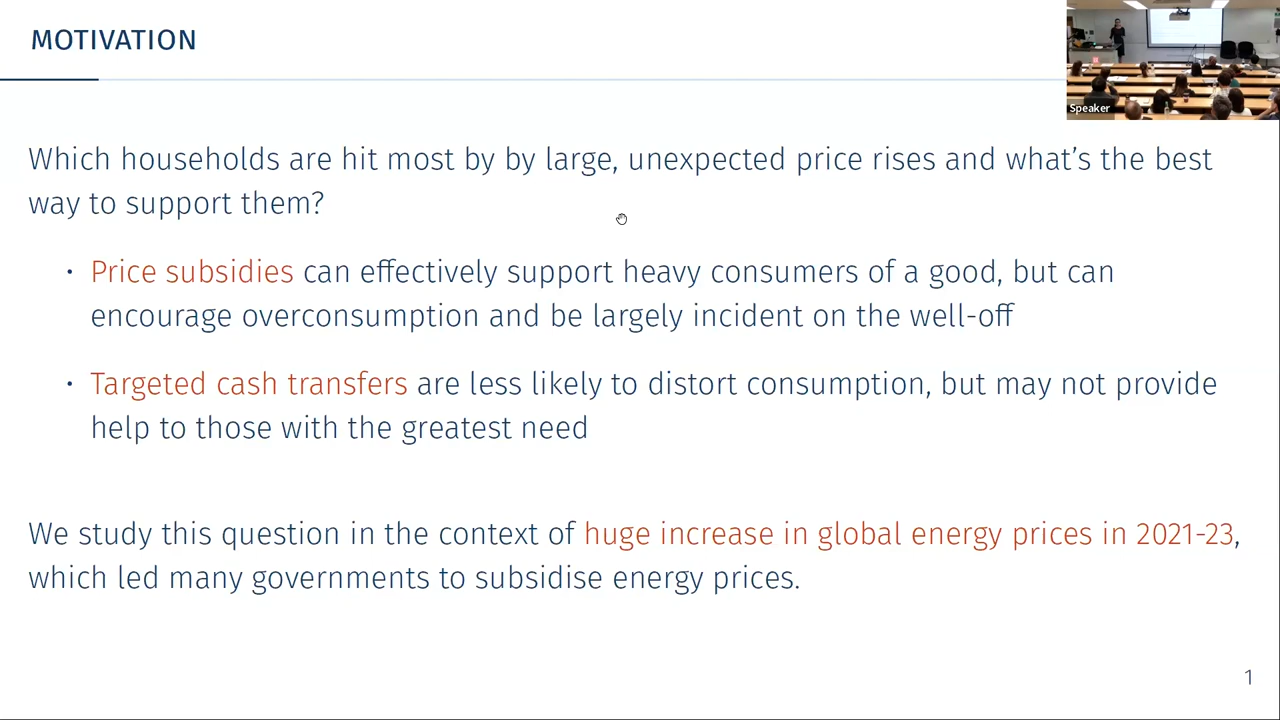 MOTIVATION
Speaker
Which households are hit most by by large, unexpected price rises and what's the best
way to support them?
· Price subsidies can effectively support heavy consumers of a good, but can
encourage overconsumption and be largely incident on the well-off
· Targeted cash transfers are less likely to distort consumption, but may not provide
help to those with the greatest need
We study this question in the context of huge increase in global energy prices in 2021-23,
which led many governments to subsidise energy prices.
1